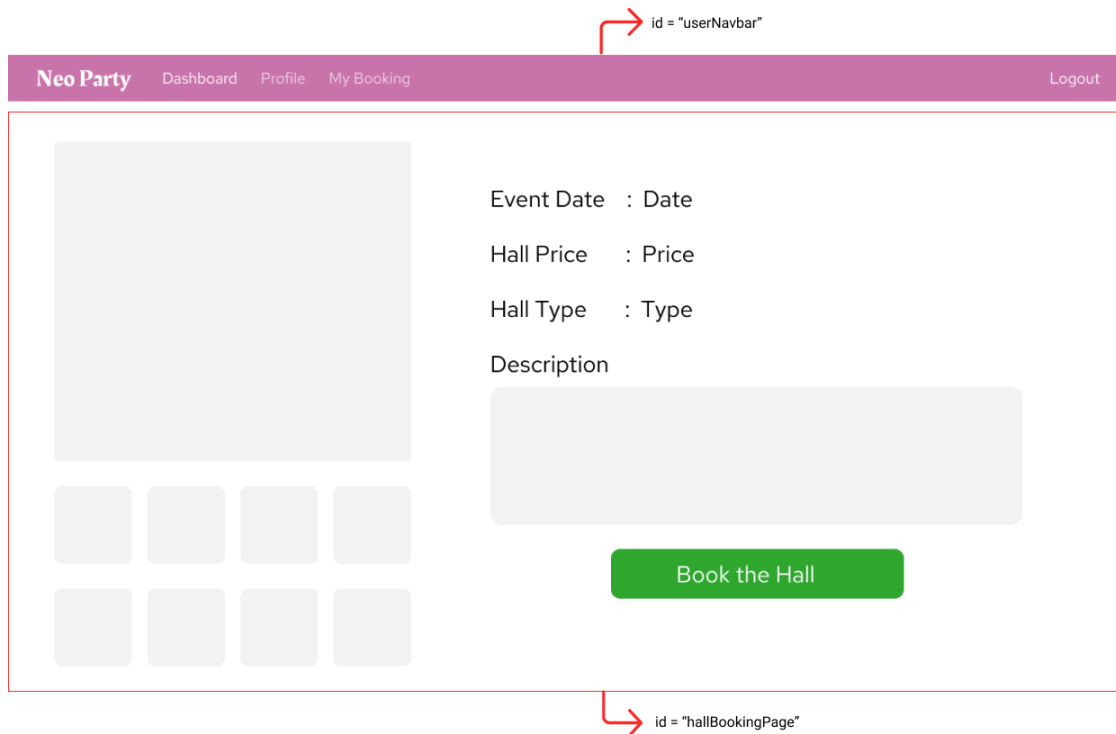 id = “userNavbar”
Neo Party Dashboard Profile My Booking Logout
Event Date : Date
Hall Price : Price
Hall Type : Type
Description
Book the Hall
id = “hallBookingPage”